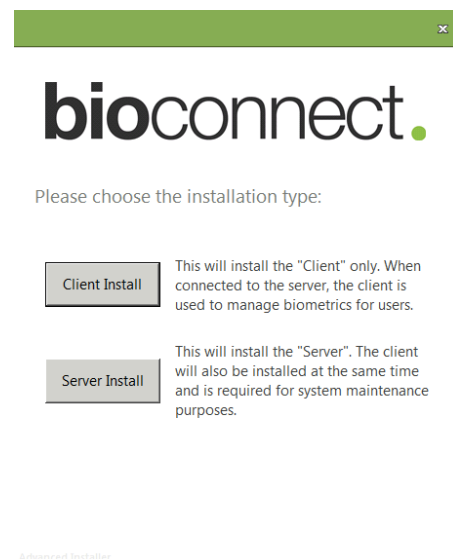 bioconnect.
Please choose the installation type:
Client Install
This will install the "Client" only. When
connected to the server, the client is
used to manage biometrics for users.
Server Install
This will install the "Server". The client
will also be installed at the same time
and is required for system maintenance
purposes.
Advanced Installer